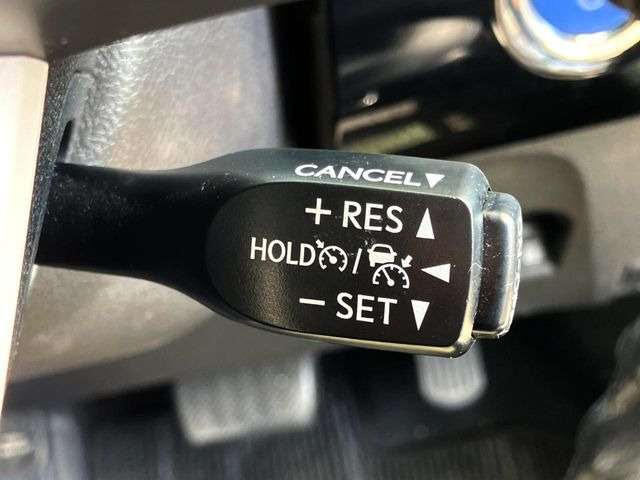 CANCEL▼
+ RES ▲
HOLD / ◄
− SET ▼